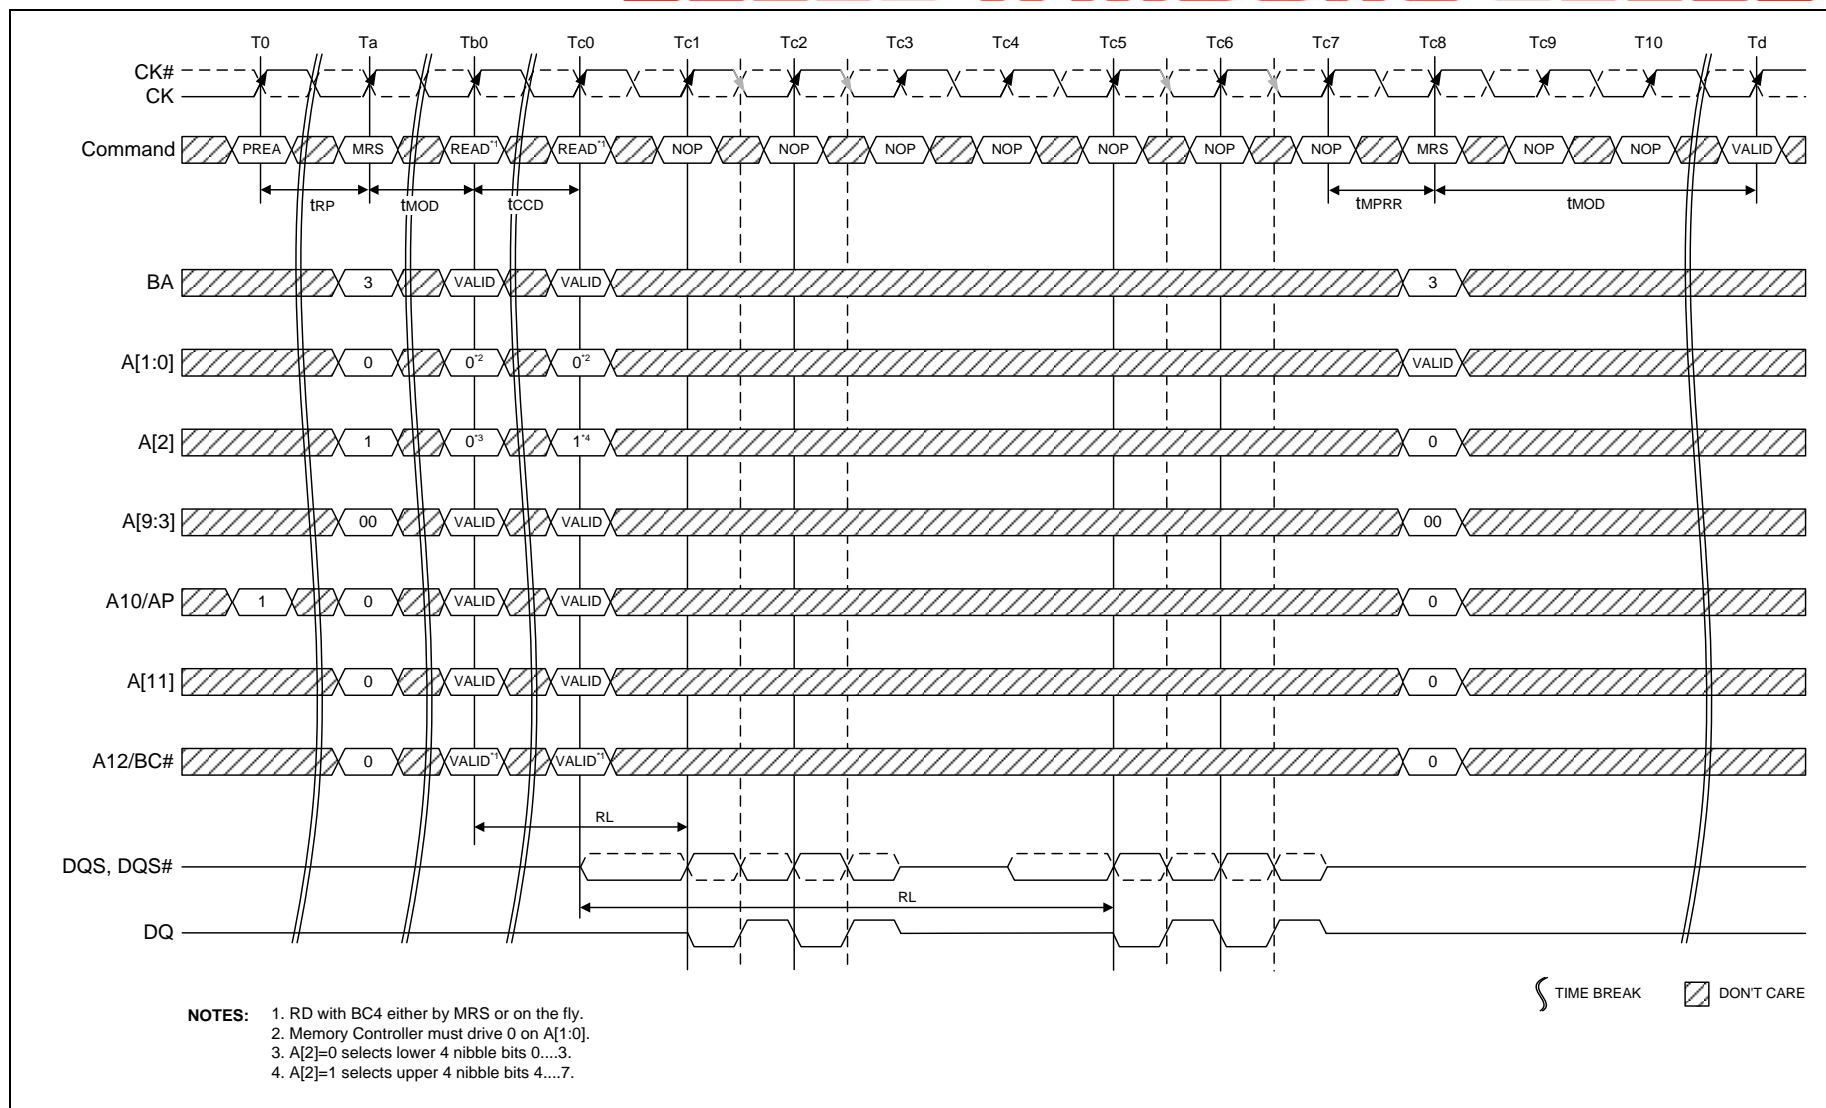 T0 Ta Tb0 Tc0 Tc1 Tc2 Tc3 Tc4 Tc5 Tc6 Tc7 Tc8 Tc9 T10 Td
CK#
CK
Command PREA MRS READ*1 READ*1 NOP NOP NOP NOP NOP NOP NOP MRS NOP NOP VALID
tRP tMOD tCCD tMPRR tMOD
BA 3 VALID VALID 3
A[1:0] 0*2 0*2 0 VALID
A[2] 1 0*3 1*4 0
A[9:3] 00 VALID VALID 00
A10/AP 1 0 VALID VALID 0
A[11] 0 VALID VALID 0
A12/BC# 0 VALID*1 VALID*1 0
RL
DQS, DQS#
RL
DQ
TIME BREAK DON'T CARE
NOTES: 1. RD with BC4 either by MRS or on the fly.
2. Memory Controller must drive 0 on A[1:0].
3. A[2]=0 selects lower 4 nibble bits 0....3.
4. A[2]=1 selects upper 4 nibble bits 4....7.